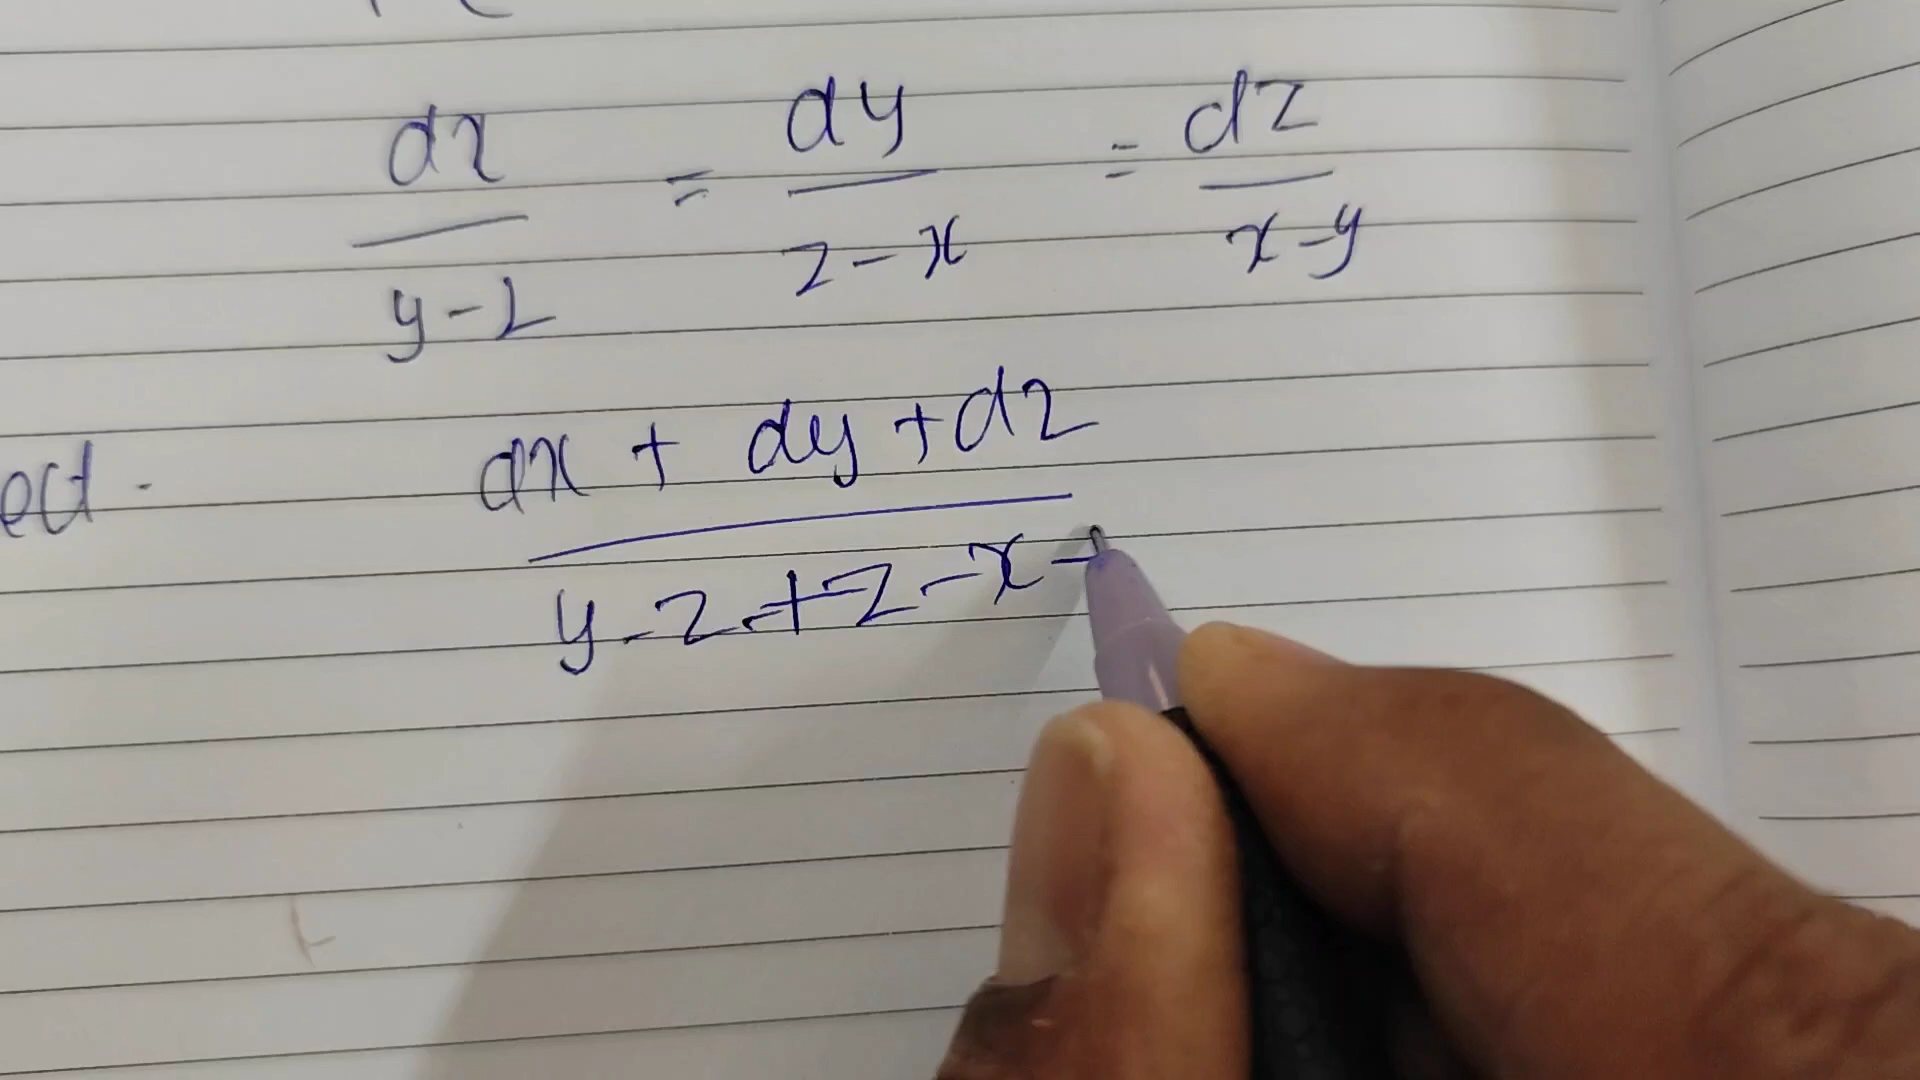 dx = dy = dz
y-z z-x x-y
ed. dx + dy + dz
y-z+z-x+